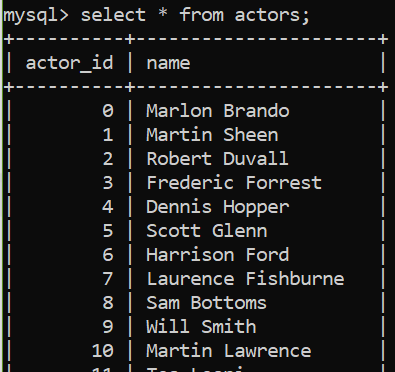 mysql> select * from actors;
+----------+----------------------+
| actor_id | name                 |
+----------+----------------------+
|        0 | Marlon Brando        |
|        1 | Martin Sheen         |
|        2 | Robert Duvall        |
|        3 | Frederic Forrest     |
|        4 | Dennis Hopper        |
|        5 | Scott Glenn          |
|        6 | Harrison Ford        |
|        7 | Laurence Fishburne   |
|        8 | Sam Bottoms          |
|        9 | Will Smith           |
|       10 | Martin Lawrence      |